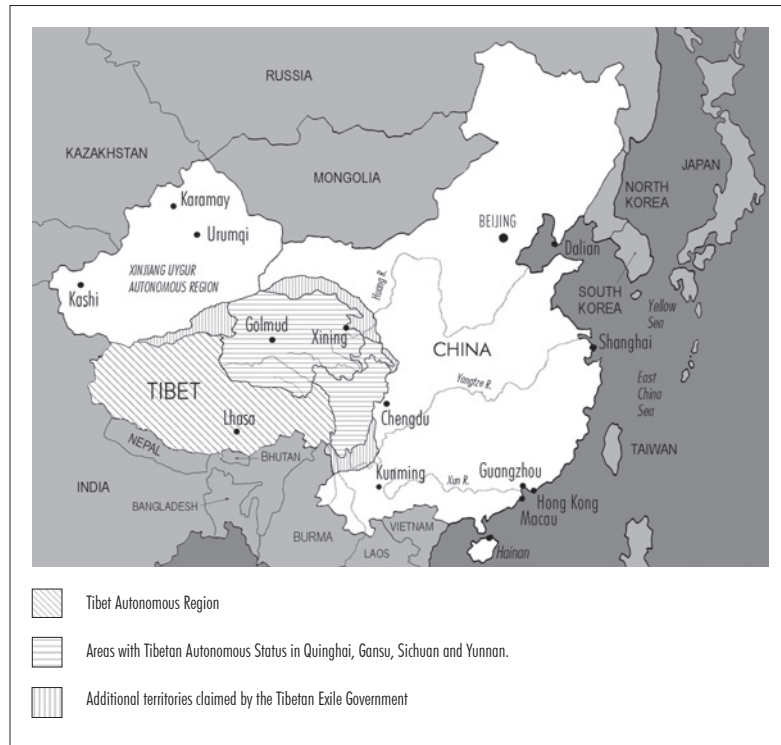 RUSSIA
KAZAKHSTAN
MONGOLIA
JAPAN
NORTH
KOREA
Karamay
Urumqi
BEIJING
Dalian
XINJIANG UYGUR
AUTONOMOUS REGION
Kashi
Huang R.
SOUTH
KOREA
Yellow
Sea
Golmud
Xining
CHINA
Shanghai
TIBET
Yangtze R.
East
China
Sea
Lhasa
Chengdu
NEPAL
BHUTAN
TAIWAN
Kunming
Xun R.
Guangzhou
Hong Kong
Macau
INDIA
BANGLADESH
BURMA
VIETNAM
LAOS
Hainan
Tibet Autonomous Region
Areas with Tibetan Autonomous Status in Quinghai, Gansu, Sichuan and Yunnan.
Additional territories claimed by the Tibetan Exile Government